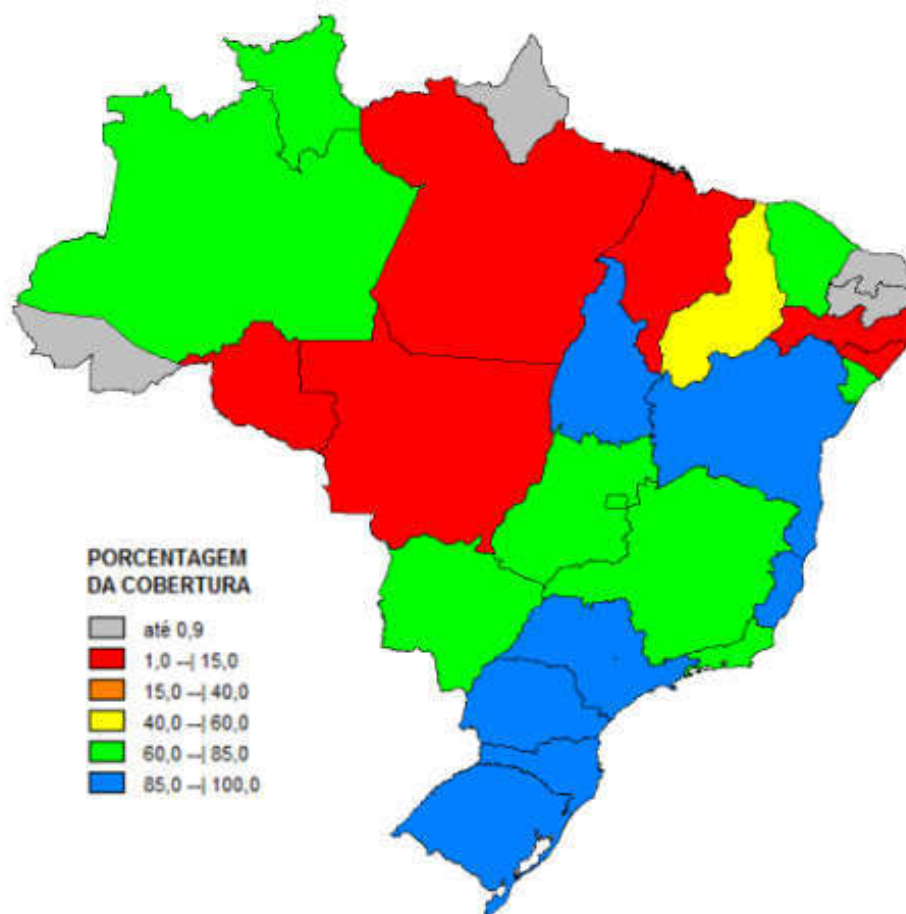 PORCENTAGEM
DA COBERTURA
até 0,9
1,0 --| 15,0
15,0 --| 40,0
40,0 --| 60,0
60,0 --| 85,0
85,0 --| 100,0